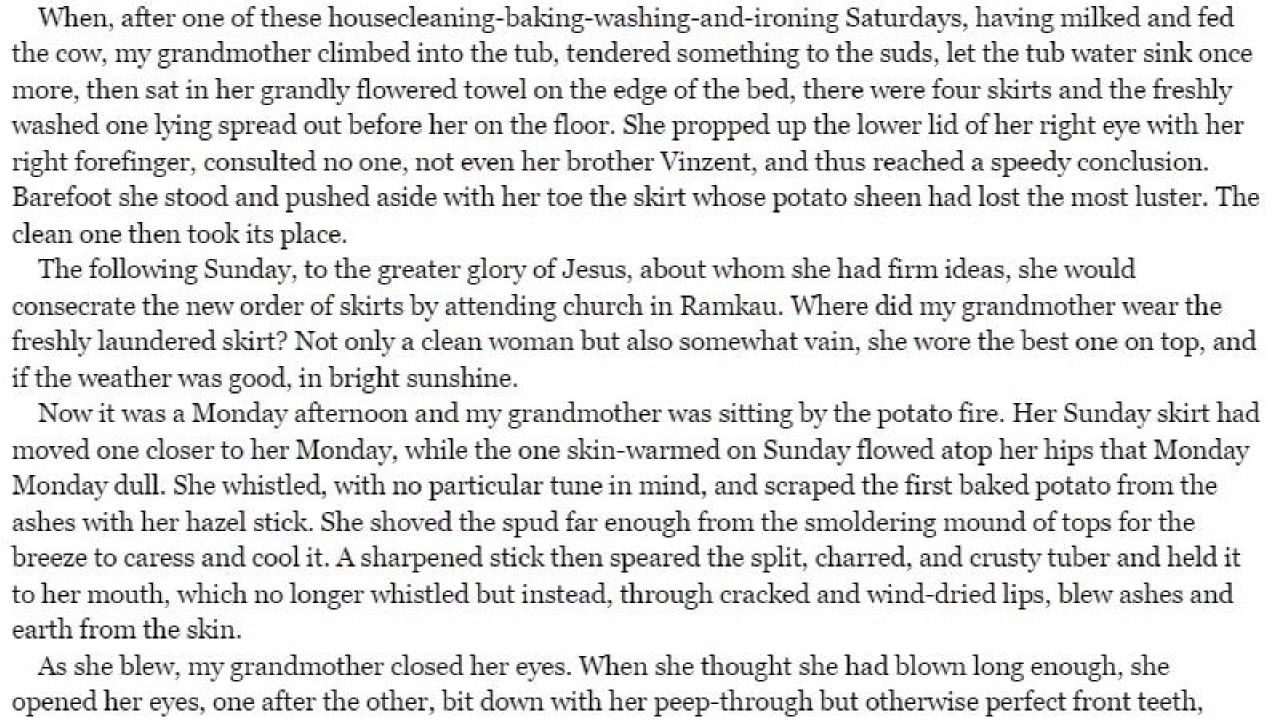 When, after one of these housecleaning-baking-washing-and-ironing Saturdays, having milked and fed
the cow, my grandmother climbed into the tub, tendered something to the suds, let the tub water sink once
more, then sat in her grandly flowered towel on the edge of the bed, there were four skirts and the freshly
washed one lying spread out before her on the floor. She propped up the lower lid of her right eye with her
right forefinger, consulted no one, not even her brother Vinzent, and thus reached a speedy conclusion.
Barefoot she stood and pushed aside with her toe the skirt whose potato sheen had lost the most luster. The
clean one then took its place.
The following Sunday, to the greater glory of Jesus, about whom she had firm ideas, she would
consecrate the new order of skirts by attending church in Ramkau. Where did my grandmother wear the
freshly laundered skirt? Not only a clean woman but also somewhat vain, she wore the best one on top, and
if the weather was good, in bright sunshine.
Now it was a Monday afternoon and my grandmother was sitting by the potato fire. Her Sunday skirt had
moved one closer to her Monday, while the one skin-warmed on Sunday flowed atop her hips that Monday
Monday dull. She whistled, with no particular tune in mind, and scraped the first baked potato from the
ashes with her hazel stick. She shoved the spud far enough from the smoldering mound of tops for the
breeze to caress and cool it. A sharpened stick then speared the split, charred, and crusty tuber and held it
to her mouth, which no longer whistled but instead, through cracked and wind-dried lips, blew ashes and
earth from the skin.
As she blew, my grandmother closed her eyes. When she thought she had blown long enough, she
opened her eyes, one after the other, bit down with her peep-through but otherwise perfect front teeth,